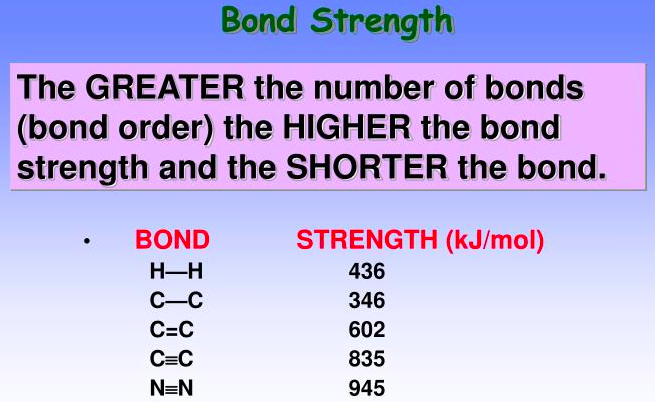 Bond Strength
The GREATER the number of bonds
(bond order) the HIGHER the bond
strength and the SHORTER the bond.
• BOND STRENGTH (kJ/mol)
H—H 436
C—C 346
C=C 602
C≡C 835
N≡N 945